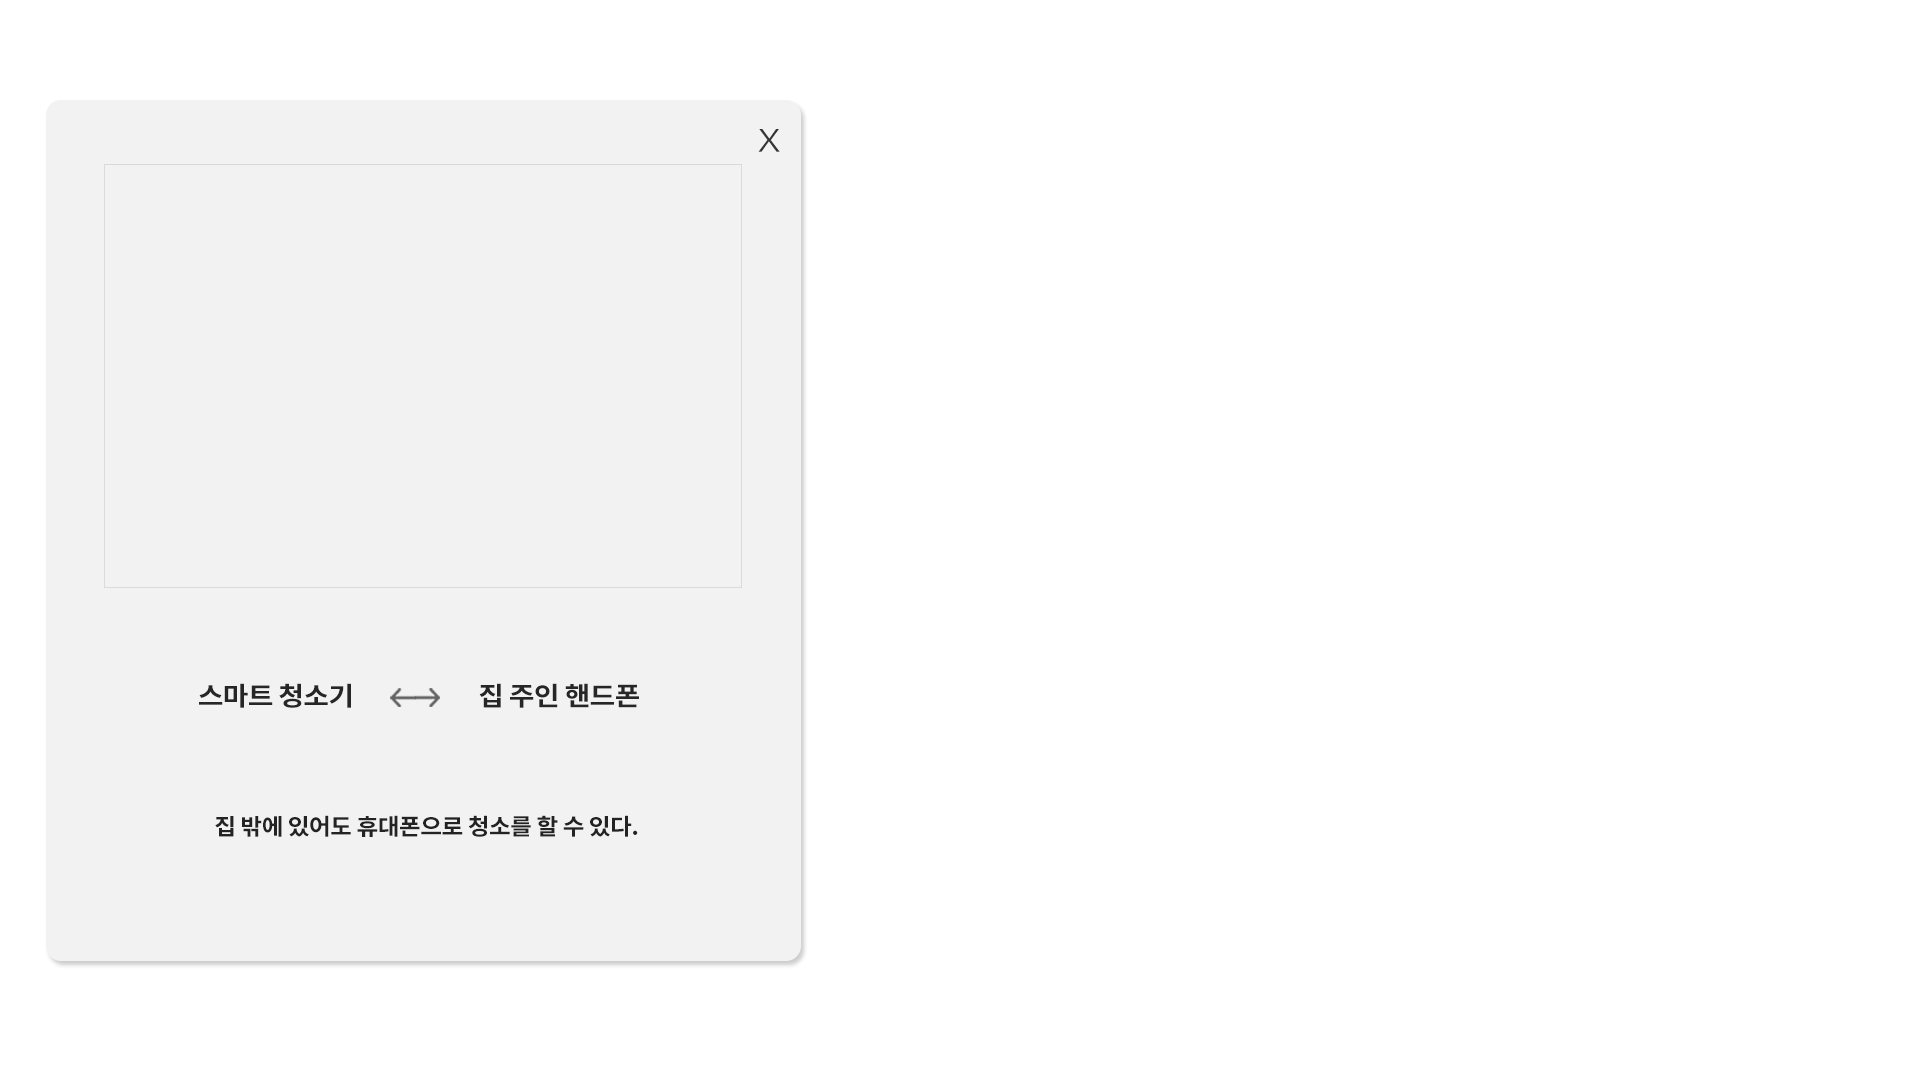 X
스마트 청소기 ⟷ 집 주인 핸드폰
집 밖에 있어도 휴대폰으로 청소를 할 수 있다.